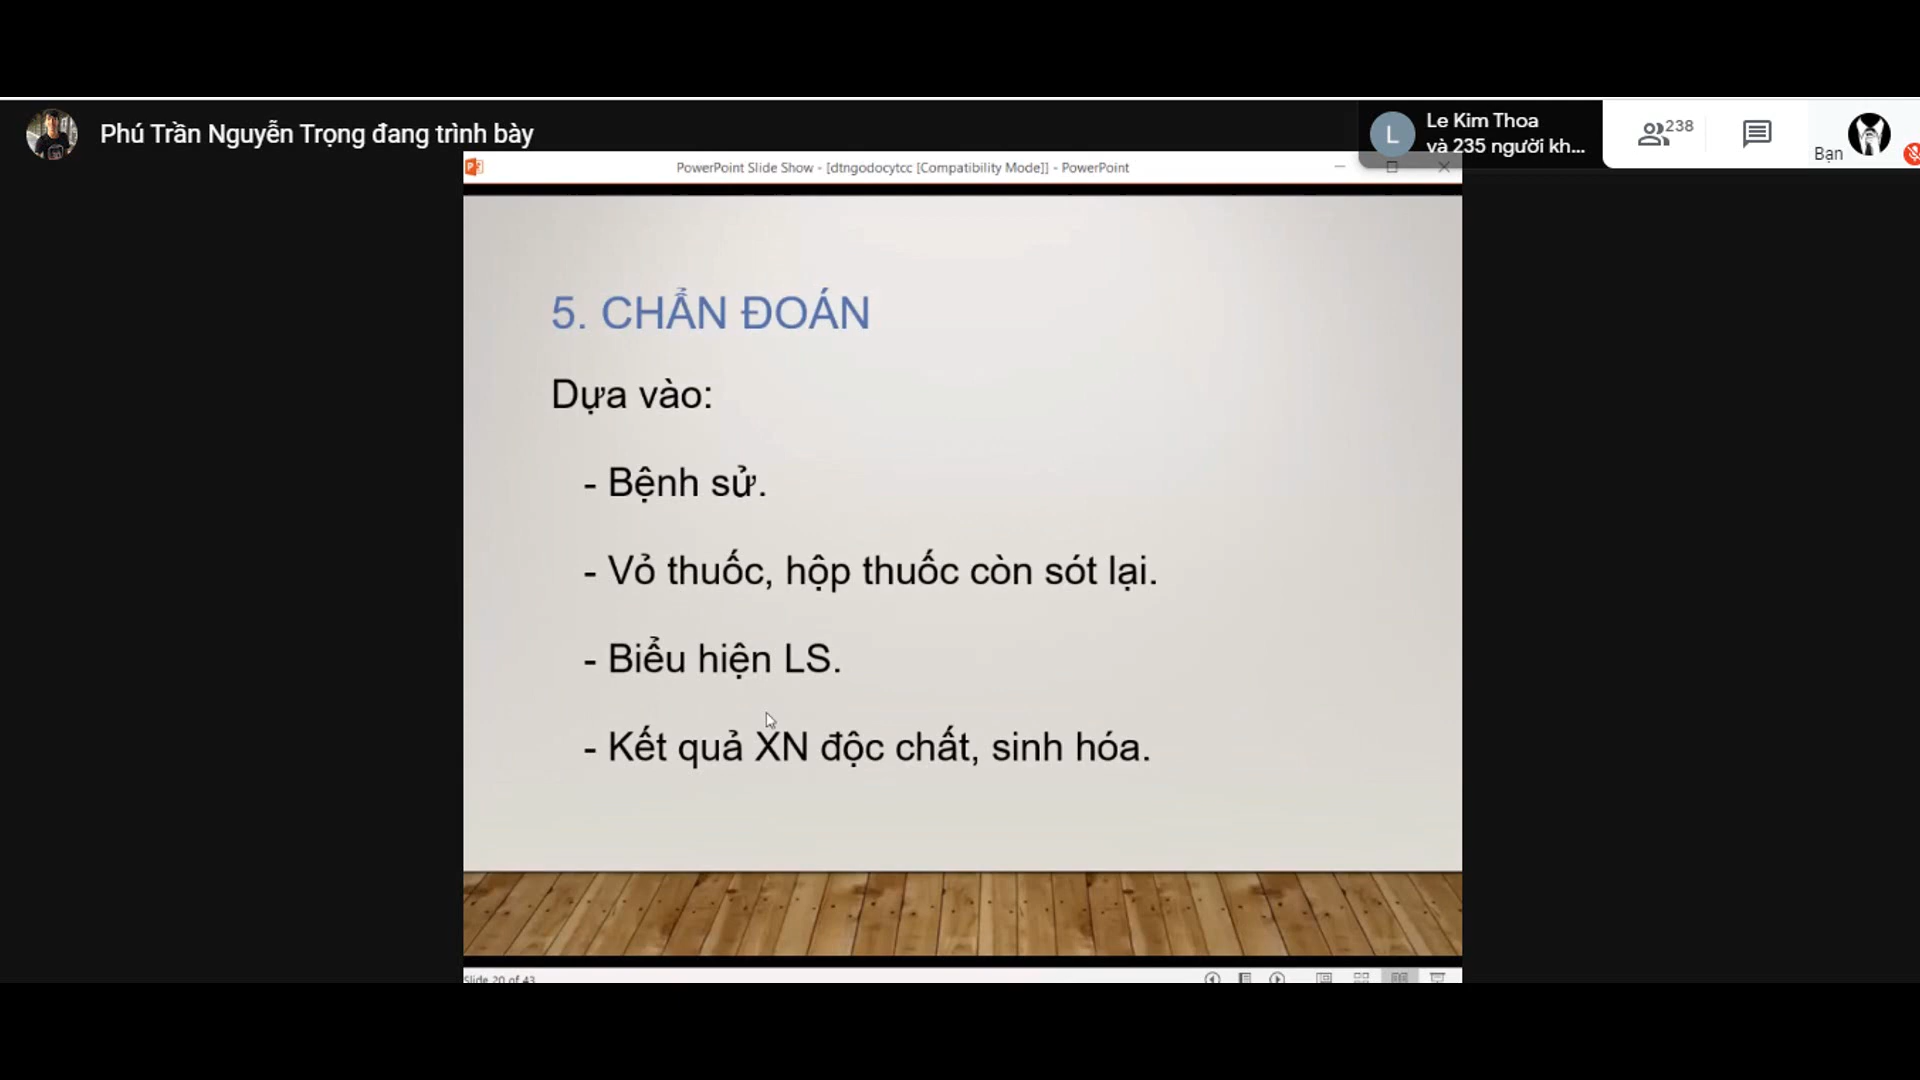 Phú Trần Nguyễn Trọng đang trình bày
L
Le Kim Thoa
và 235 người kh...
238
Bạn
PowerPoint Slide Show - [dtngodocytcc [Compatibility Mode]] - PowerPoint
5. CHẨN ĐOÁN
Dựa vào:
- Bệnh sử.
- Vỏ thuốc, hộp thuốc còn sót lại.
- Biểu hiện LS.
- Kết quả XN độc chất, sinh hóa.
Slide 20 of 43